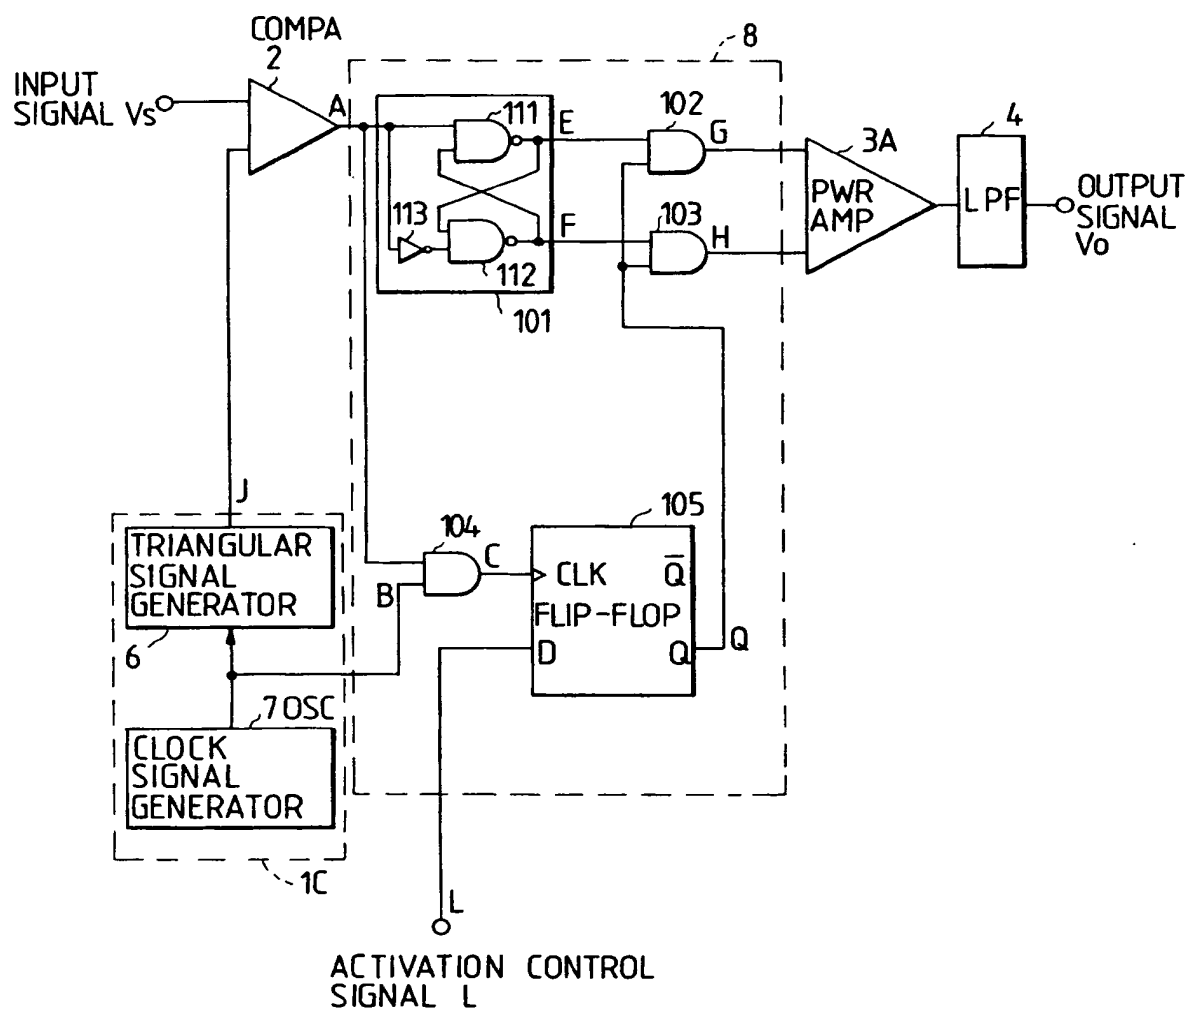 COMPA
2
8
INPUT
SIGNAL Vs
A
111
E
102
G
3A
4
PWR
AMP
LPF
OUTPUT
SIGNAL
Vo
113
F
103
H
112
101
J
105
104
C
CLK
Q̅
FLIP-FLOP
B
D
Q
Q
TRIANGULAR
SIGNAL
GENERATOR
6
7 OSC
CLOCK
SIGNAL
GENERATOR
1C
L
ACTIVATION CONTROL
SIGNAL L